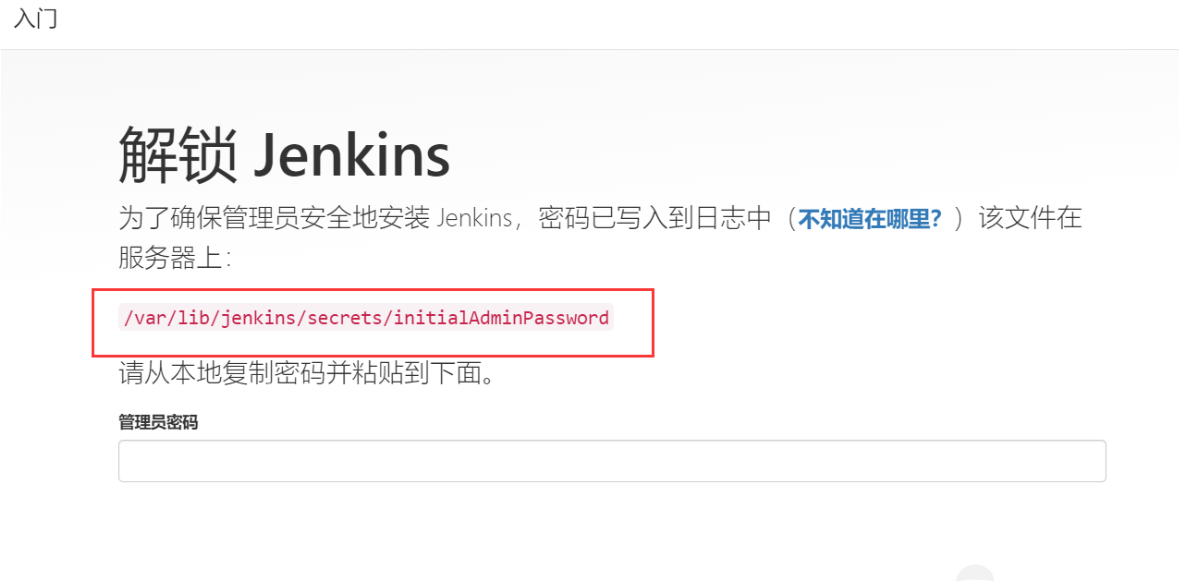 入门
解锁 Jenkins
为了确保管理员安全地安装 Jenkins，密码已写入到日志中（不知道在哪里？）该文件在
服务器上：
/var/lib/jenkins/secrets/initialAdminPassword
请从本地复制密码并粘贴到下面。
管理员密码